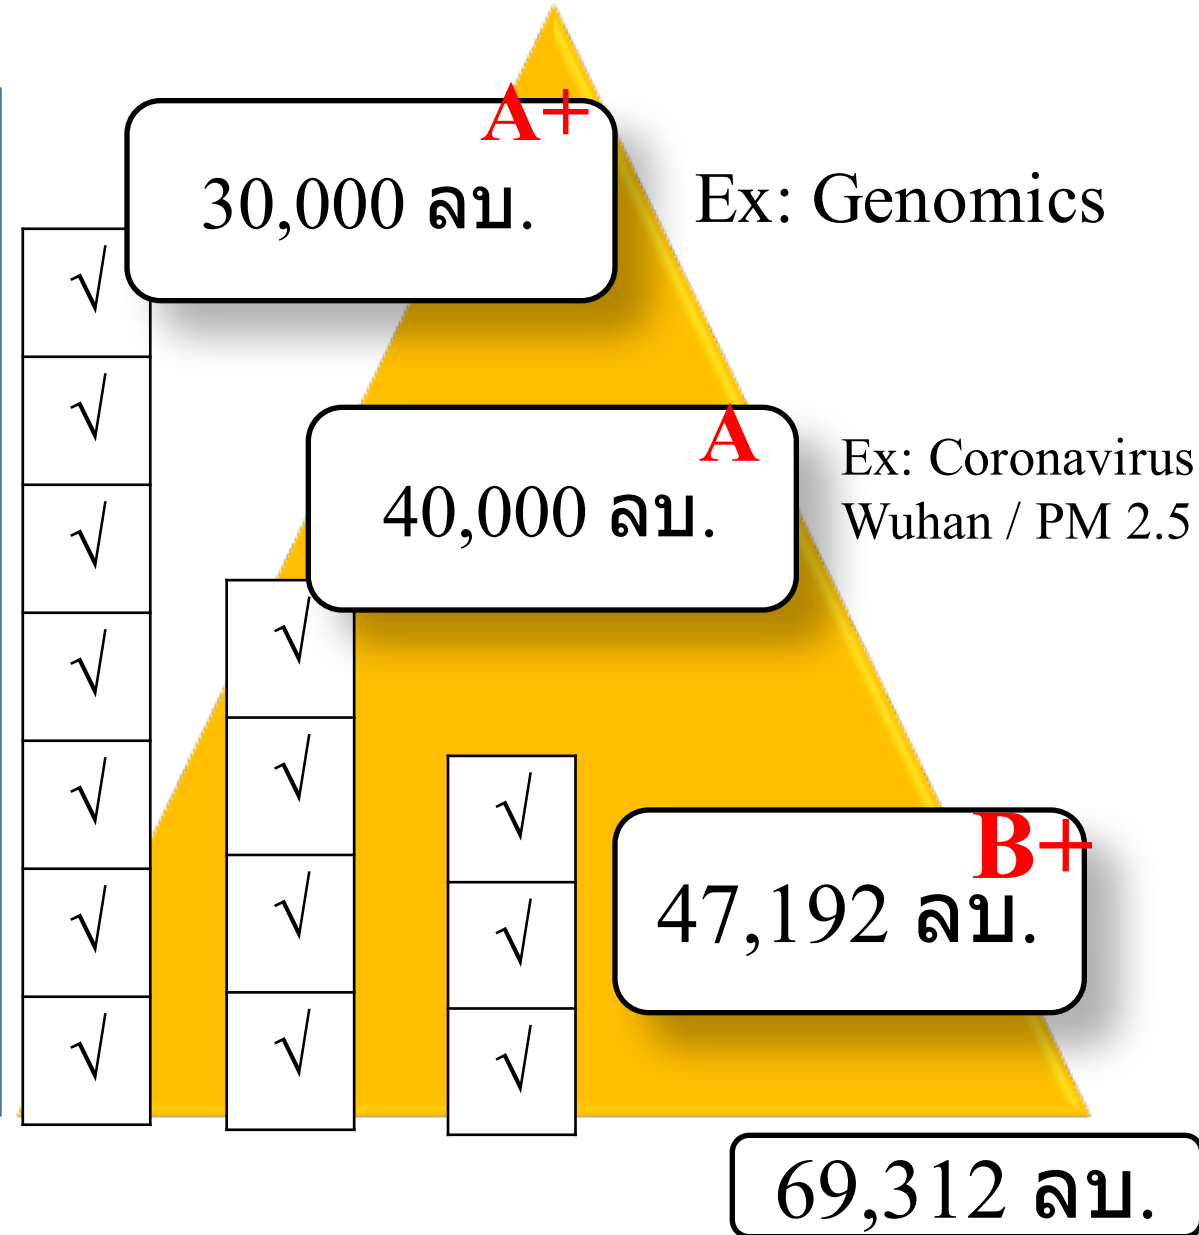 A+
30,000 ลบ.
Ex: Genomics
√
√
√
√
√
√
√
A
40,000 ลบ.
Ex: Coronavirus
Wuhan / PM 2.5
√
√
√
√
√
√
√
B+
47,192 ลบ.
69,312 ลบ.